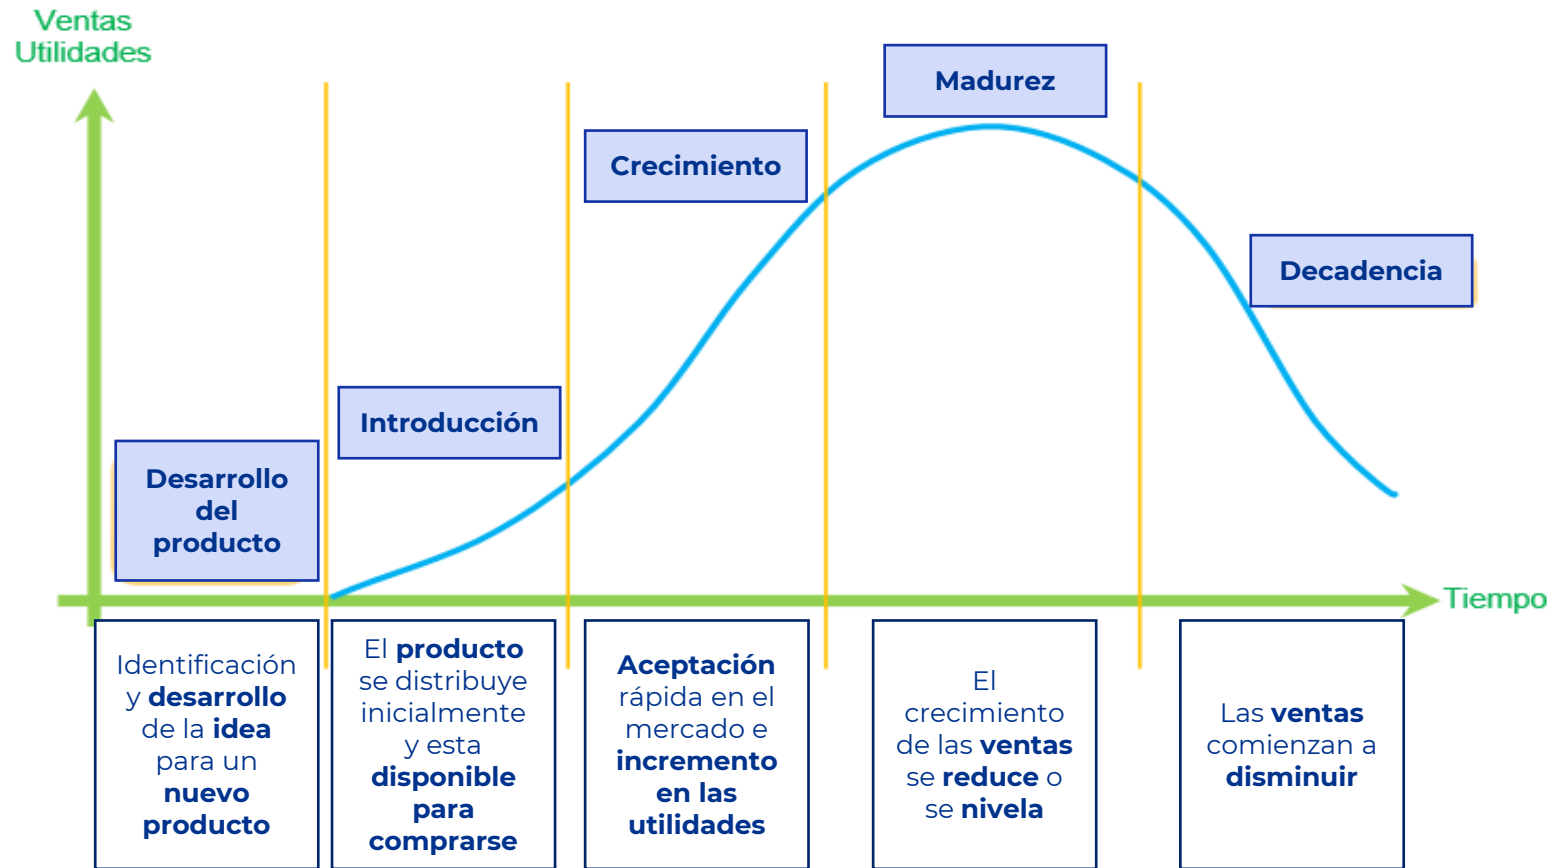 Ventas
Utilidades
Madurez
Crecimiento
Decadencia
Introducción
Desarrollo
del
producto
Tiempo
Identificación
y desarrollo
de la idea
para un
nuevo
producto
El producto
se distribuye
inicialmente
y esta
disponible
para
comprarse
Aceptación
rápida en el
mercado e
incremento
en las
utilidades
El
crecimiento
de las ventas
se reduce o
se nivela
Las ventas
comienzan a
disminuir